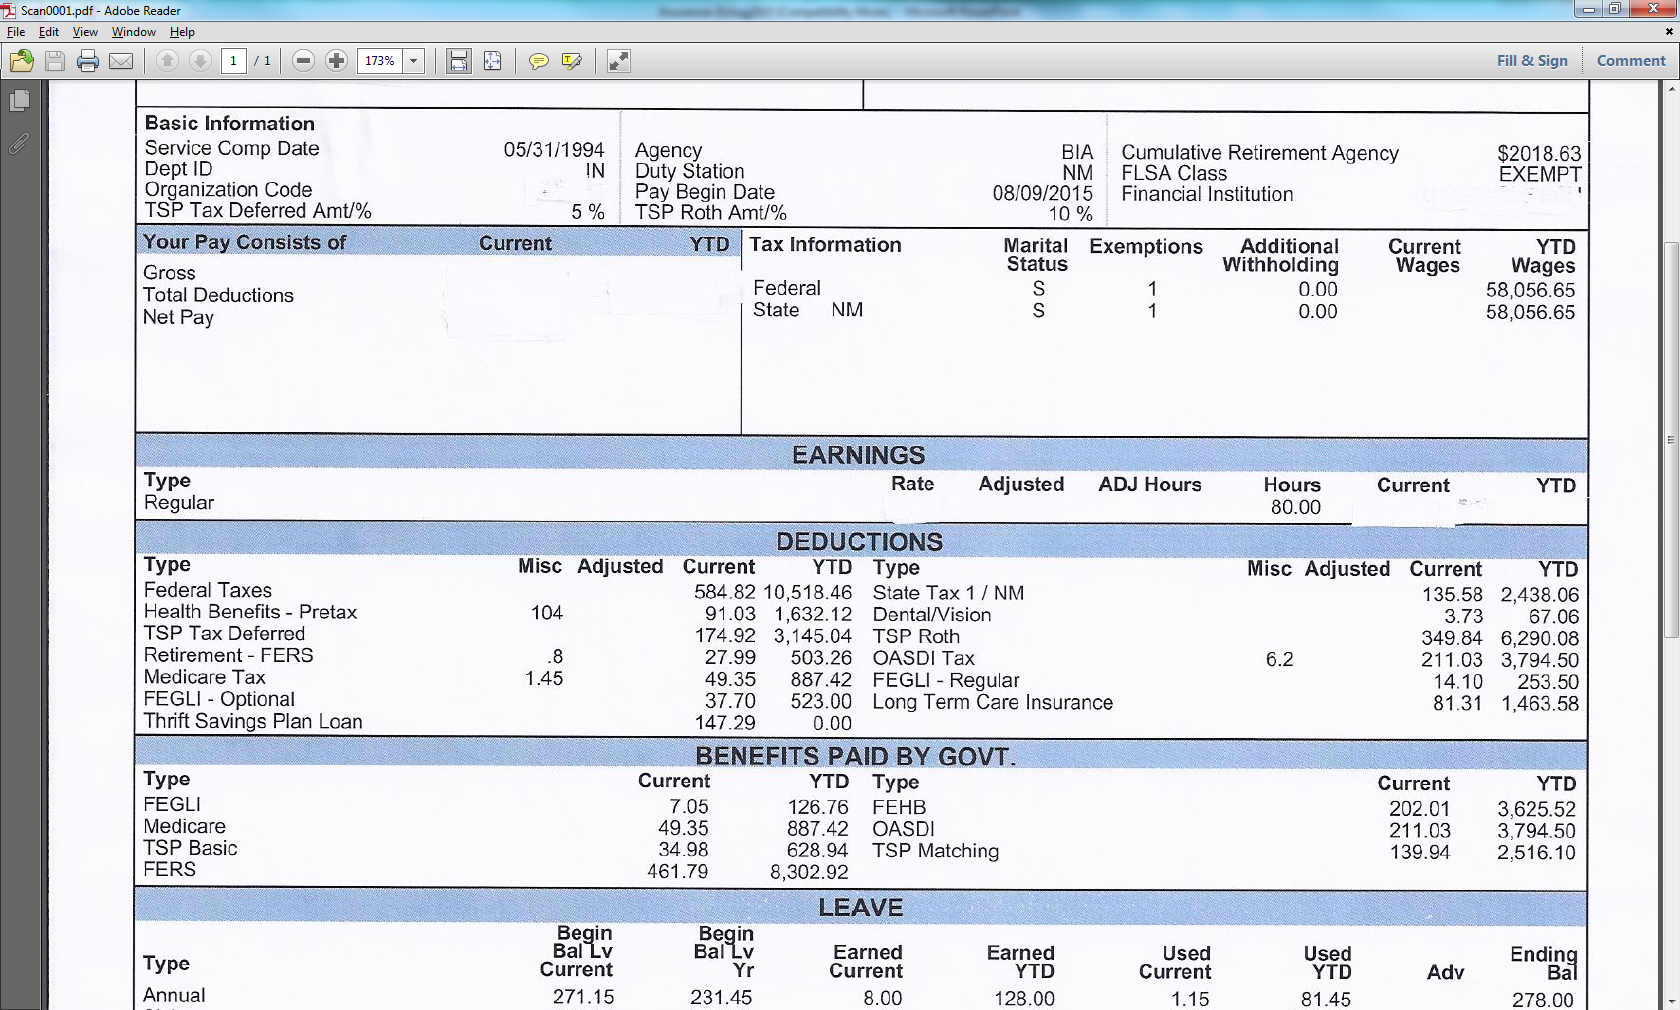 Scan0001.pdf - Adobe Reader
File Edit View Window Help
1 / 1 173% Fill & Sign Comment
Basic Information
Service Comp Date 05/31/1994 Agency BIA Cumulative Retirement Agency $2018.63
Dept ID IN Duty Station NM FLSA Class EXEMPT
Organization Code Pay Begin Date 08/09/2015 Financial Institution
TSP Tax Deferred Amt/% 5 % TSP Roth Amt/% 10 %
Your Pay Consists of Current YTD Tax Information Marital Status Exemptions Additional Withholding Current Wages YTD Wages
Gross
Total Deductions
Net Pay
Federal S 1 0.00 58,056.65
State NM S 1 0.00 58,056.65
EARNINGS
Type Rate Adjusted ADJ Hours Hours Current YTD
Regular 80.00
DEDUCTIONS
Type Misc Adjusted Current YTD Type Misc Adjusted Current YTD
Federal Taxes 584.82 10,518.46 State Tax 1 / NM 135.58 2,438.06
Health Benefits - Pretax 104 91.03 1,632.12 Dental/Vision 3.73 67.06
TSP Tax Deferred 174.92 3,145.04 TSP Roth 349.84 6,290.08
Retirement - FERS .8 27.99 503.26 OASDI Tax 6.2 211.03 3,794.50
Medicare Tax 1.45 49.35 887.42 FEGLI - Regular 14.10 253.50
FEGLI - Optional 37.70 523.00 Long Term Care Insurance 81.31 1,463.58
Thrift Savings Plan Loan 147.29 0.00
BENEFITS PAID BY GOVT.
Type Current YTD Type Current YTD
FEGLI 7.05 126.76 FEHB 202.01 3,625.52
Medicare 49.35 887.42 OASDI 211.03 3,794.50
TSP Basic 34.98 628.94 TSP Matching 139.94 2,516.10
FERS 461.79 8,302.92
LEAVE
Type Begin Bal Lv Current Begin Bal Lv Yr Earned Current Earned YTD Used Current Used YTD Adv Ending Bal
Annual 271.15 231.45 8.00 128.00 1.15 81.45 278.00